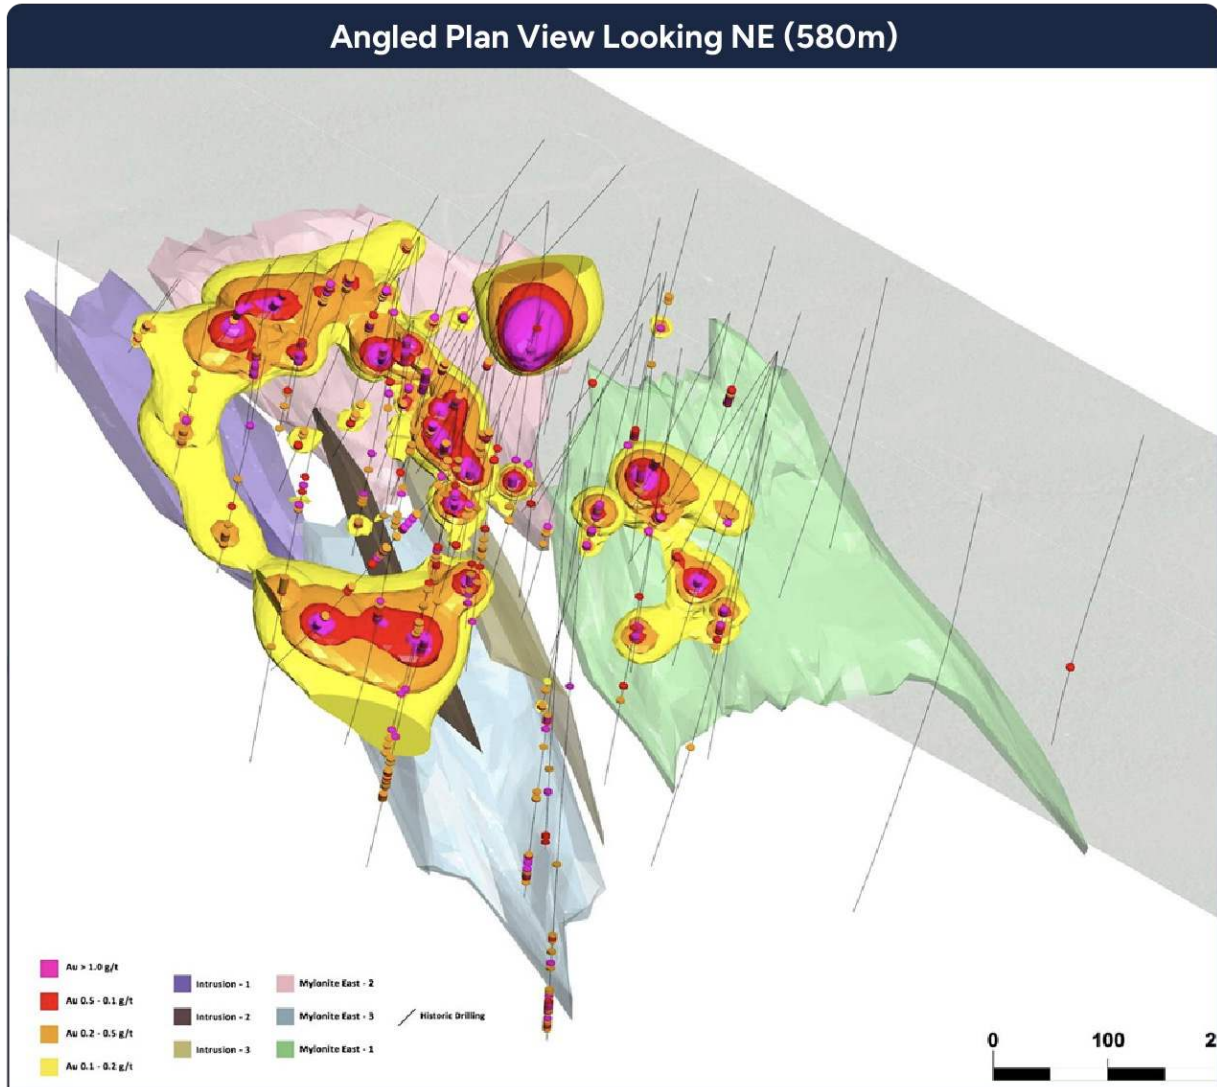 Angled Plan View Looking NE (580m)
Au > 1.0 g/t
Au 0.5 - 0.1 g/t
Au 0.2 - 0.5 g/t
Au 0.1 - 0.2 g/t
Intrusion - 1
Intrusion - 2
Intrusion - 3
Mylonite East - 2
Mylonite East - 3
Mylonite East - 1
Historic Drilling
0 100 2